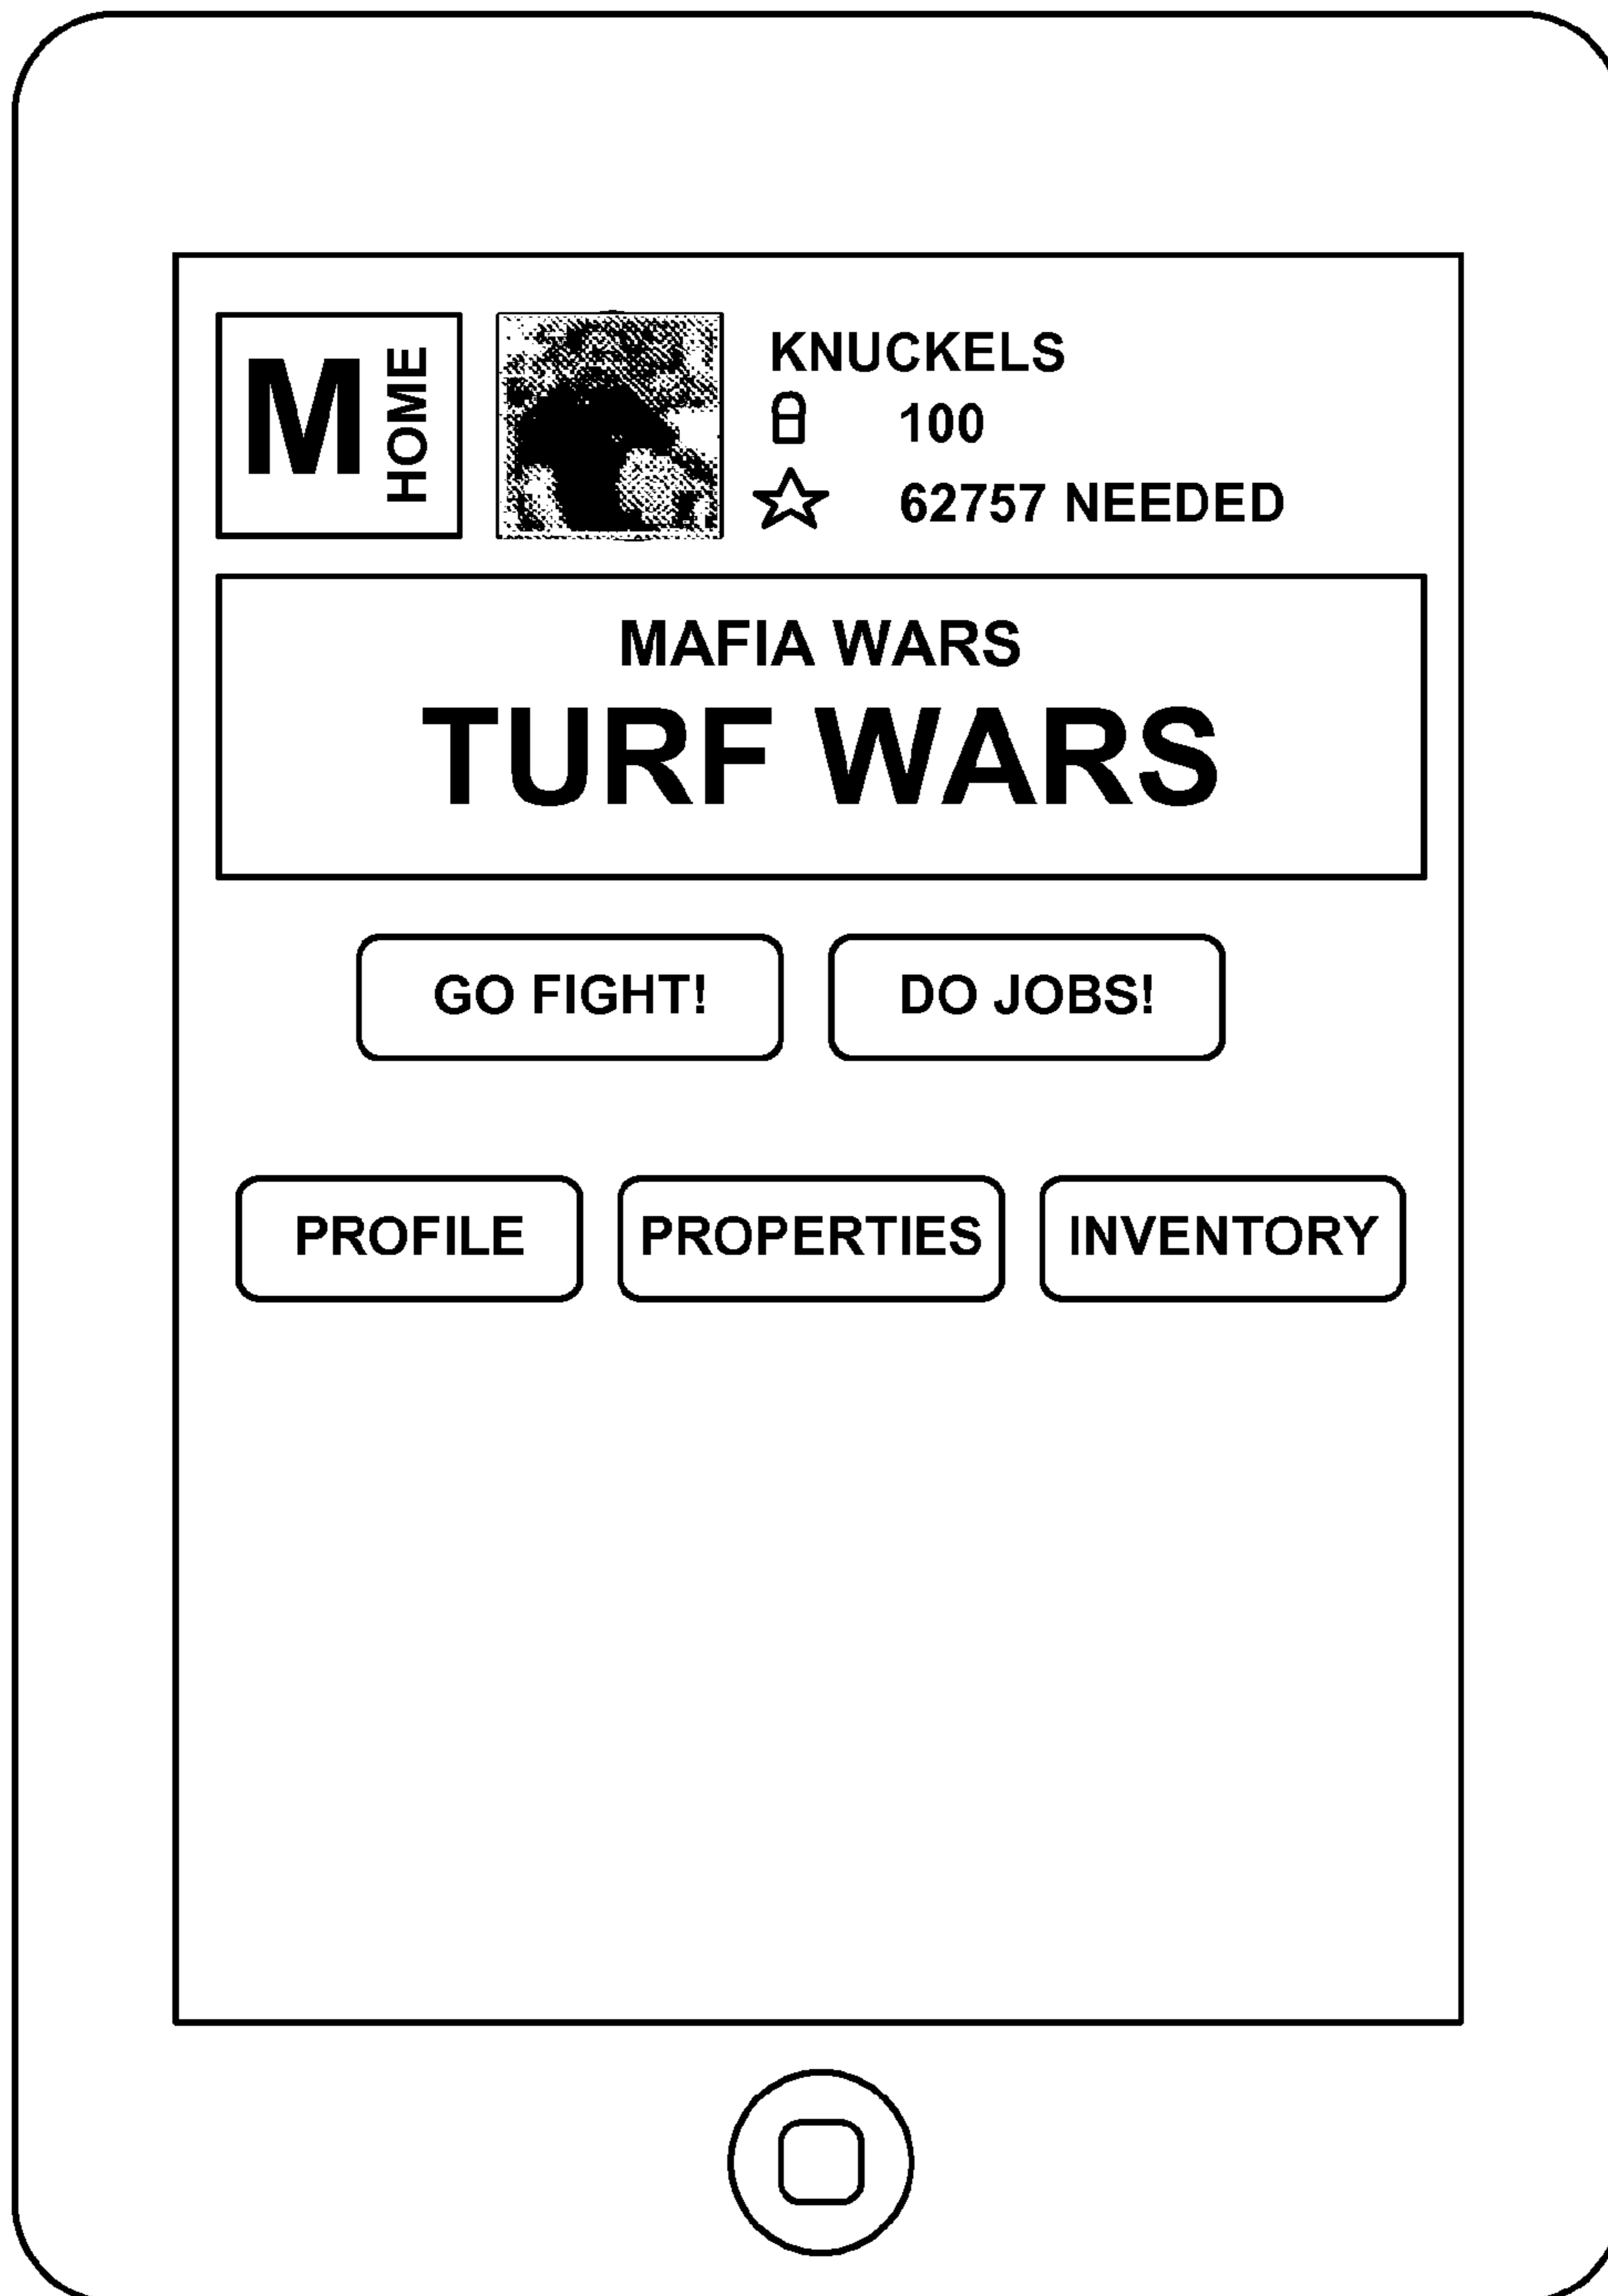 M HOME
KNUCKELS
100
62757 NEEDED
MAFIA WARS
TURF WARS
GO FIGHT! DO JOBS!
PROFILE PROPERTIES INVENTORY